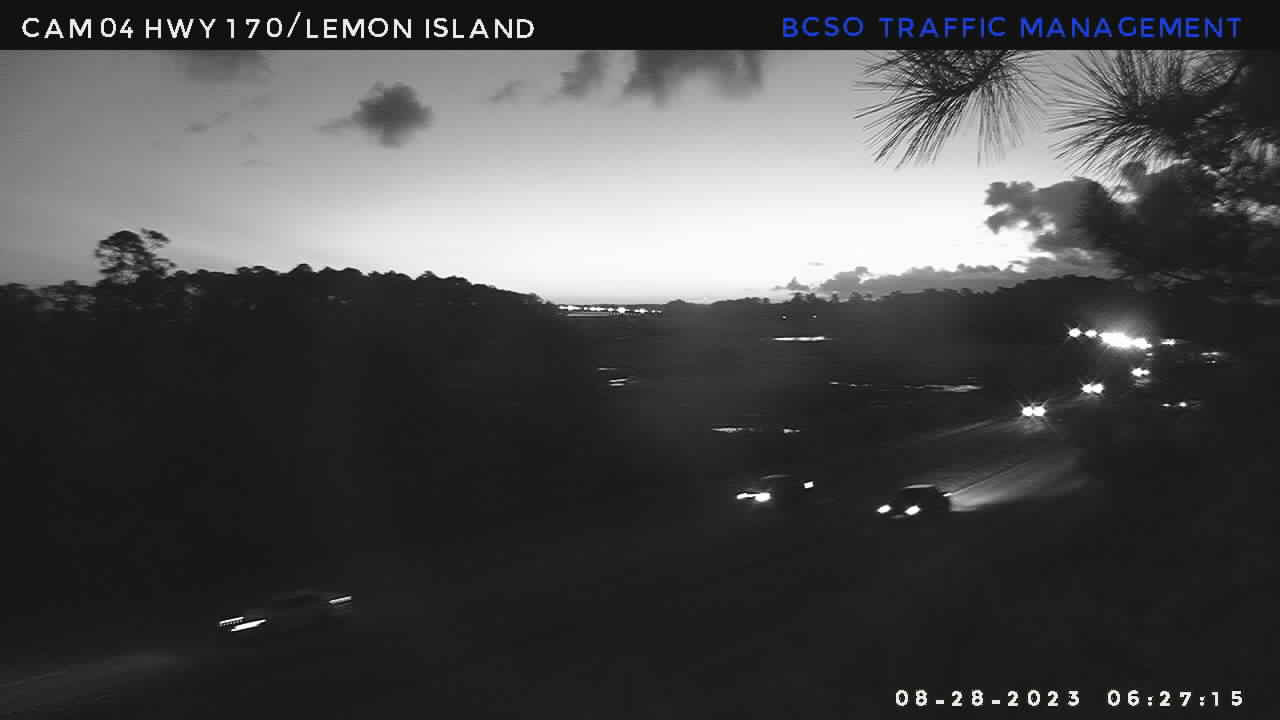 CAM04 HWY 170/LEMON ISLAND
BCSO TRAFFIC MANAGEMENT
08-28-2023 06:27:15